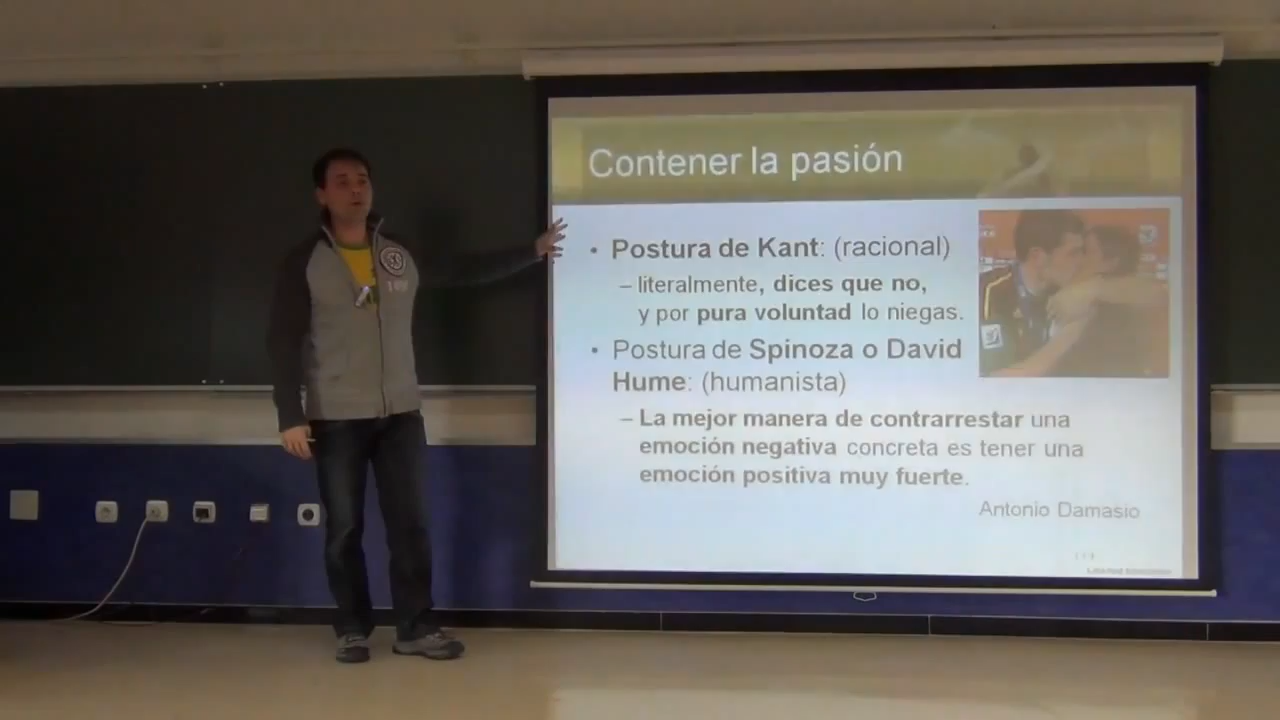 Contener la pasión
• Postura de Kant: (racional)
– literalmente, dices que no,
y por pura voluntad lo niegas.
• Postura de Spinoza o David
Hume: (humanista)
– La mejor manera de contrarrestar una
emoción negativa concreta es tener una
emoción positiva muy fuerte.
Antonio Damasio